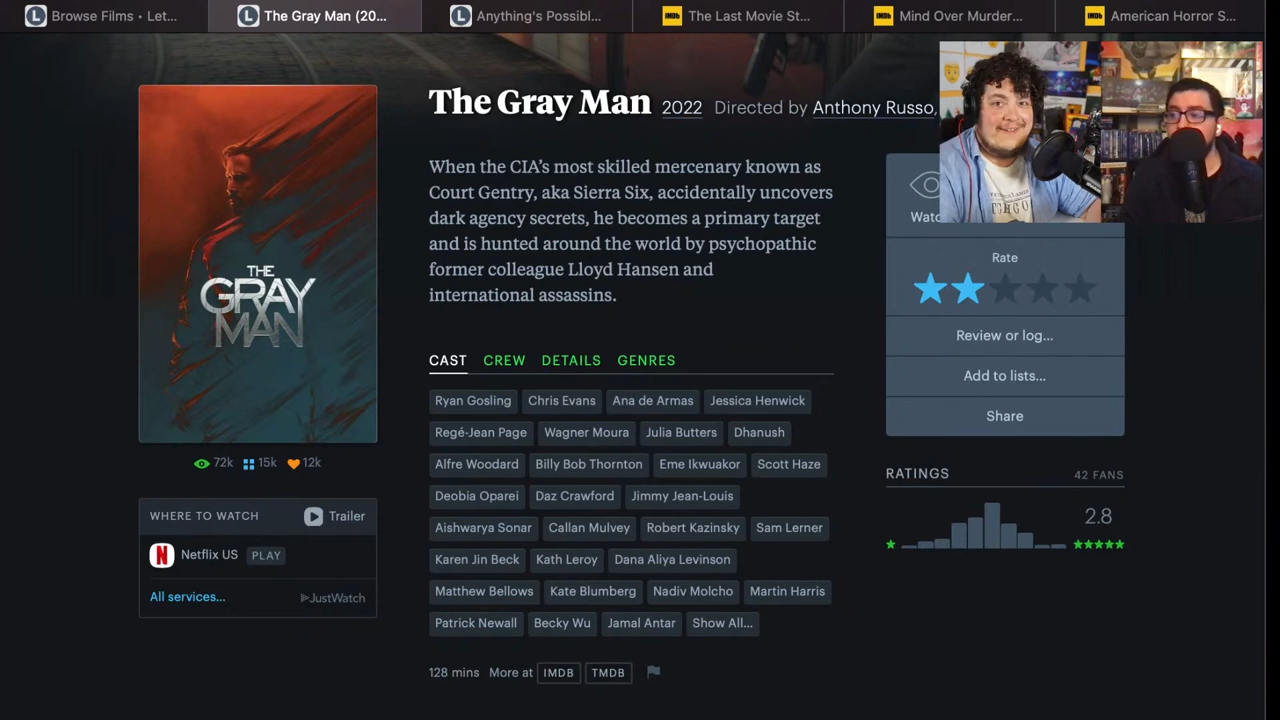 Browse Films • Let...
The Gray Man (20...
Anything's Possibl...
IMDb The Last Movie St...
IMDb Mind Over Murder...
IMDb American Horror S...
The Gray Man 2022 Directed by Anthony Russo,
When the CIA's most skilled mercenary known as
Court Gentry, aka Sierra Six, accidentally uncovers
dark agency secrets, he becomes a primary target
and is hunted around the world by psychopathic
former colleague Lloyd Hansen and
international assassins.
THE
GRAY
MAN
72k 15k 12k
WHERE TO WATCH Trailer
Netflix US PLAY
All services... JustWatch
CAST CREW DETAILS GENRES
Ryan Gosling Chris Evans Ana de Armas Jessica Henwick
Regé-Jean Page Wagner Moura Julia Butters Dhanush
Alfre Woodard Billy Bob Thornton Eme Ikwuakor Scott Haze
Deobia Oparei Daz Crawford Jimmy Jean-Louis
Aishwarya Sonar Callan Mulvey Robert Kazinsky Sam Lerner
Karen Jin Beck Kath Leroy Dana Aliya Levinson
Matthew Bellows Kate Blumberg Nadiv Molcho Martin Harris
Patrick Newall Becky Wu Jamal Antar Show All...
128 mins More at IMDB TMDB
Rate
Review or log...
Add to lists...
Share
RATINGS 42 FANS
2.8